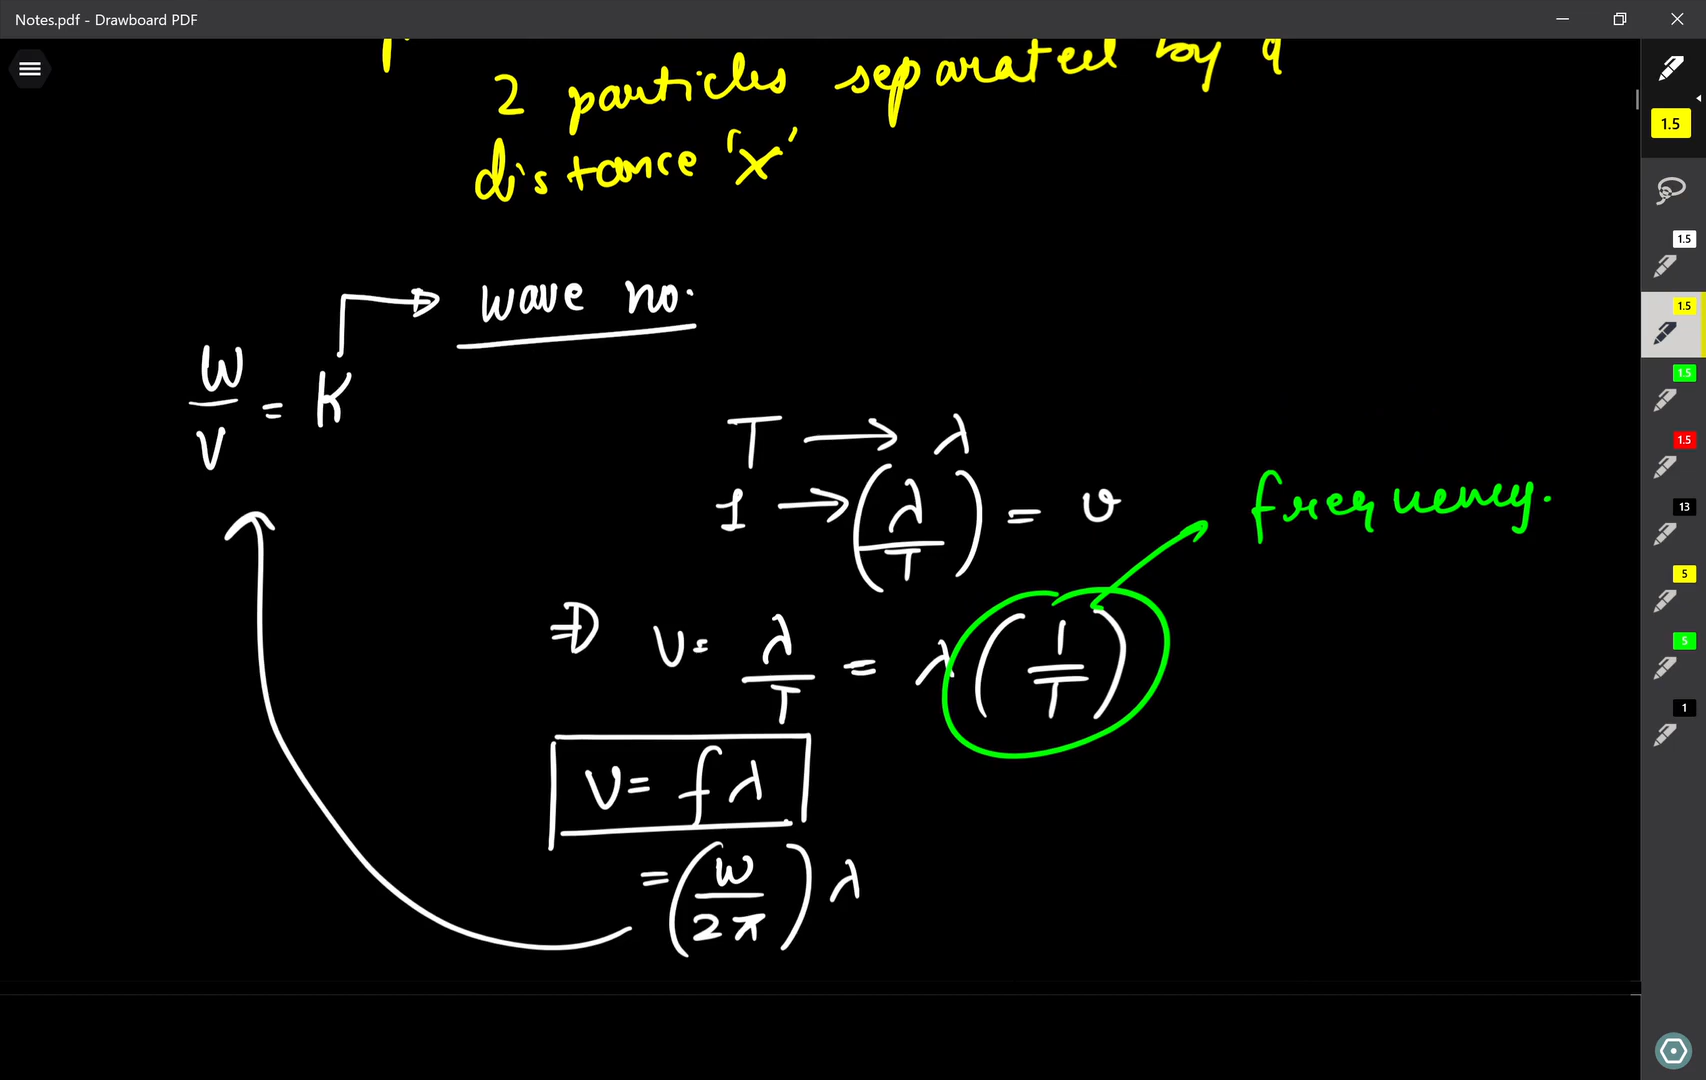 Notes.pdf - Drawboard PDF
2 particles separated by a
distance 'x'
wave no.
W/V = K
T → λ
1 → (λ/T) = v
frequency.
⇒ V = λ/T = λ(1/T)
V = fλ
= (W/2π) λ
1.5
1.5
1.5
1.5
1.5
13
5
5
1